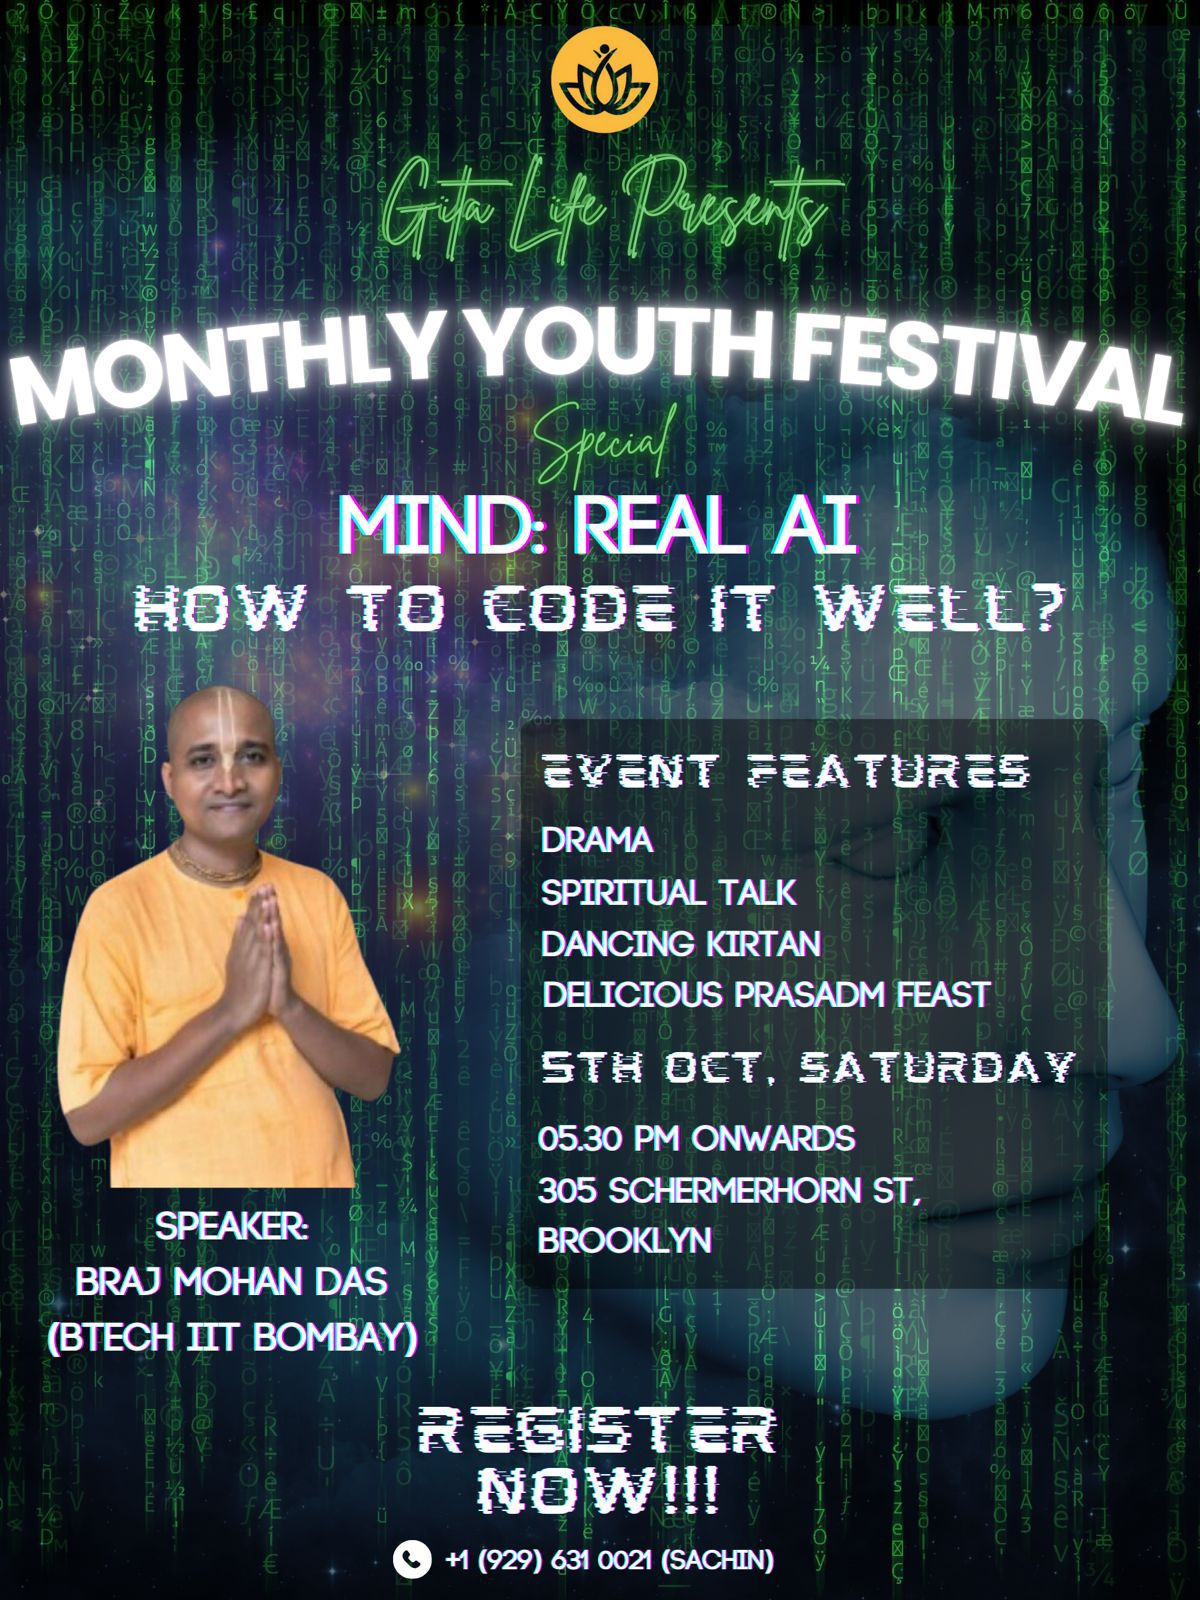 Gita Life Presents
MONTHLY YOUTH FESTIVAL
Special
MIND: REAL AI
HOW TO CODE IT WELL?
EVENT FEATURES
DRAMA
SPIRITUAL TALK
DANCING KIRTAN
DELICIOUS PRASADM FEAST
5TH OCT, SATURDAY
05.30 PM ONWARDS
305 SCHERMERHORN ST,
BROOKLYN
SPEAKER:
BRAJ MOHAN DAS
(BTECH IIT BOMBAY)
REGISTER
NOW!!!
+1 (929) 631 0021 (SACHIN)